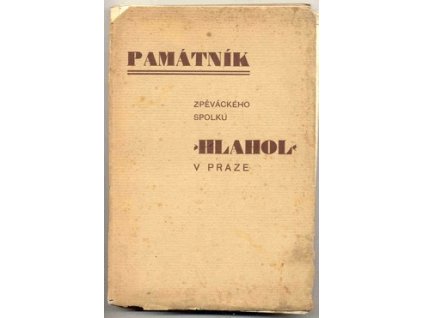 PAMÁTNÍK
ZPĚVÁCKÉHO
SPOLKU
„HLAHOL“
V PRAZE